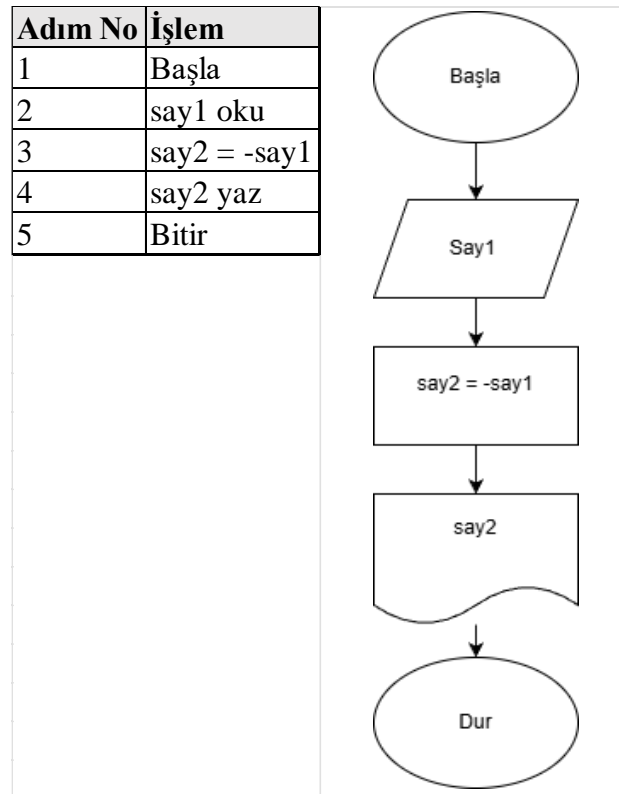 Adım No İşlem
1 Başla
2 say1 oku
3 say2 = -say1
4 say2 yaz
5 Bitir
Başla
Say1
say2 = -say1
say2
Dur